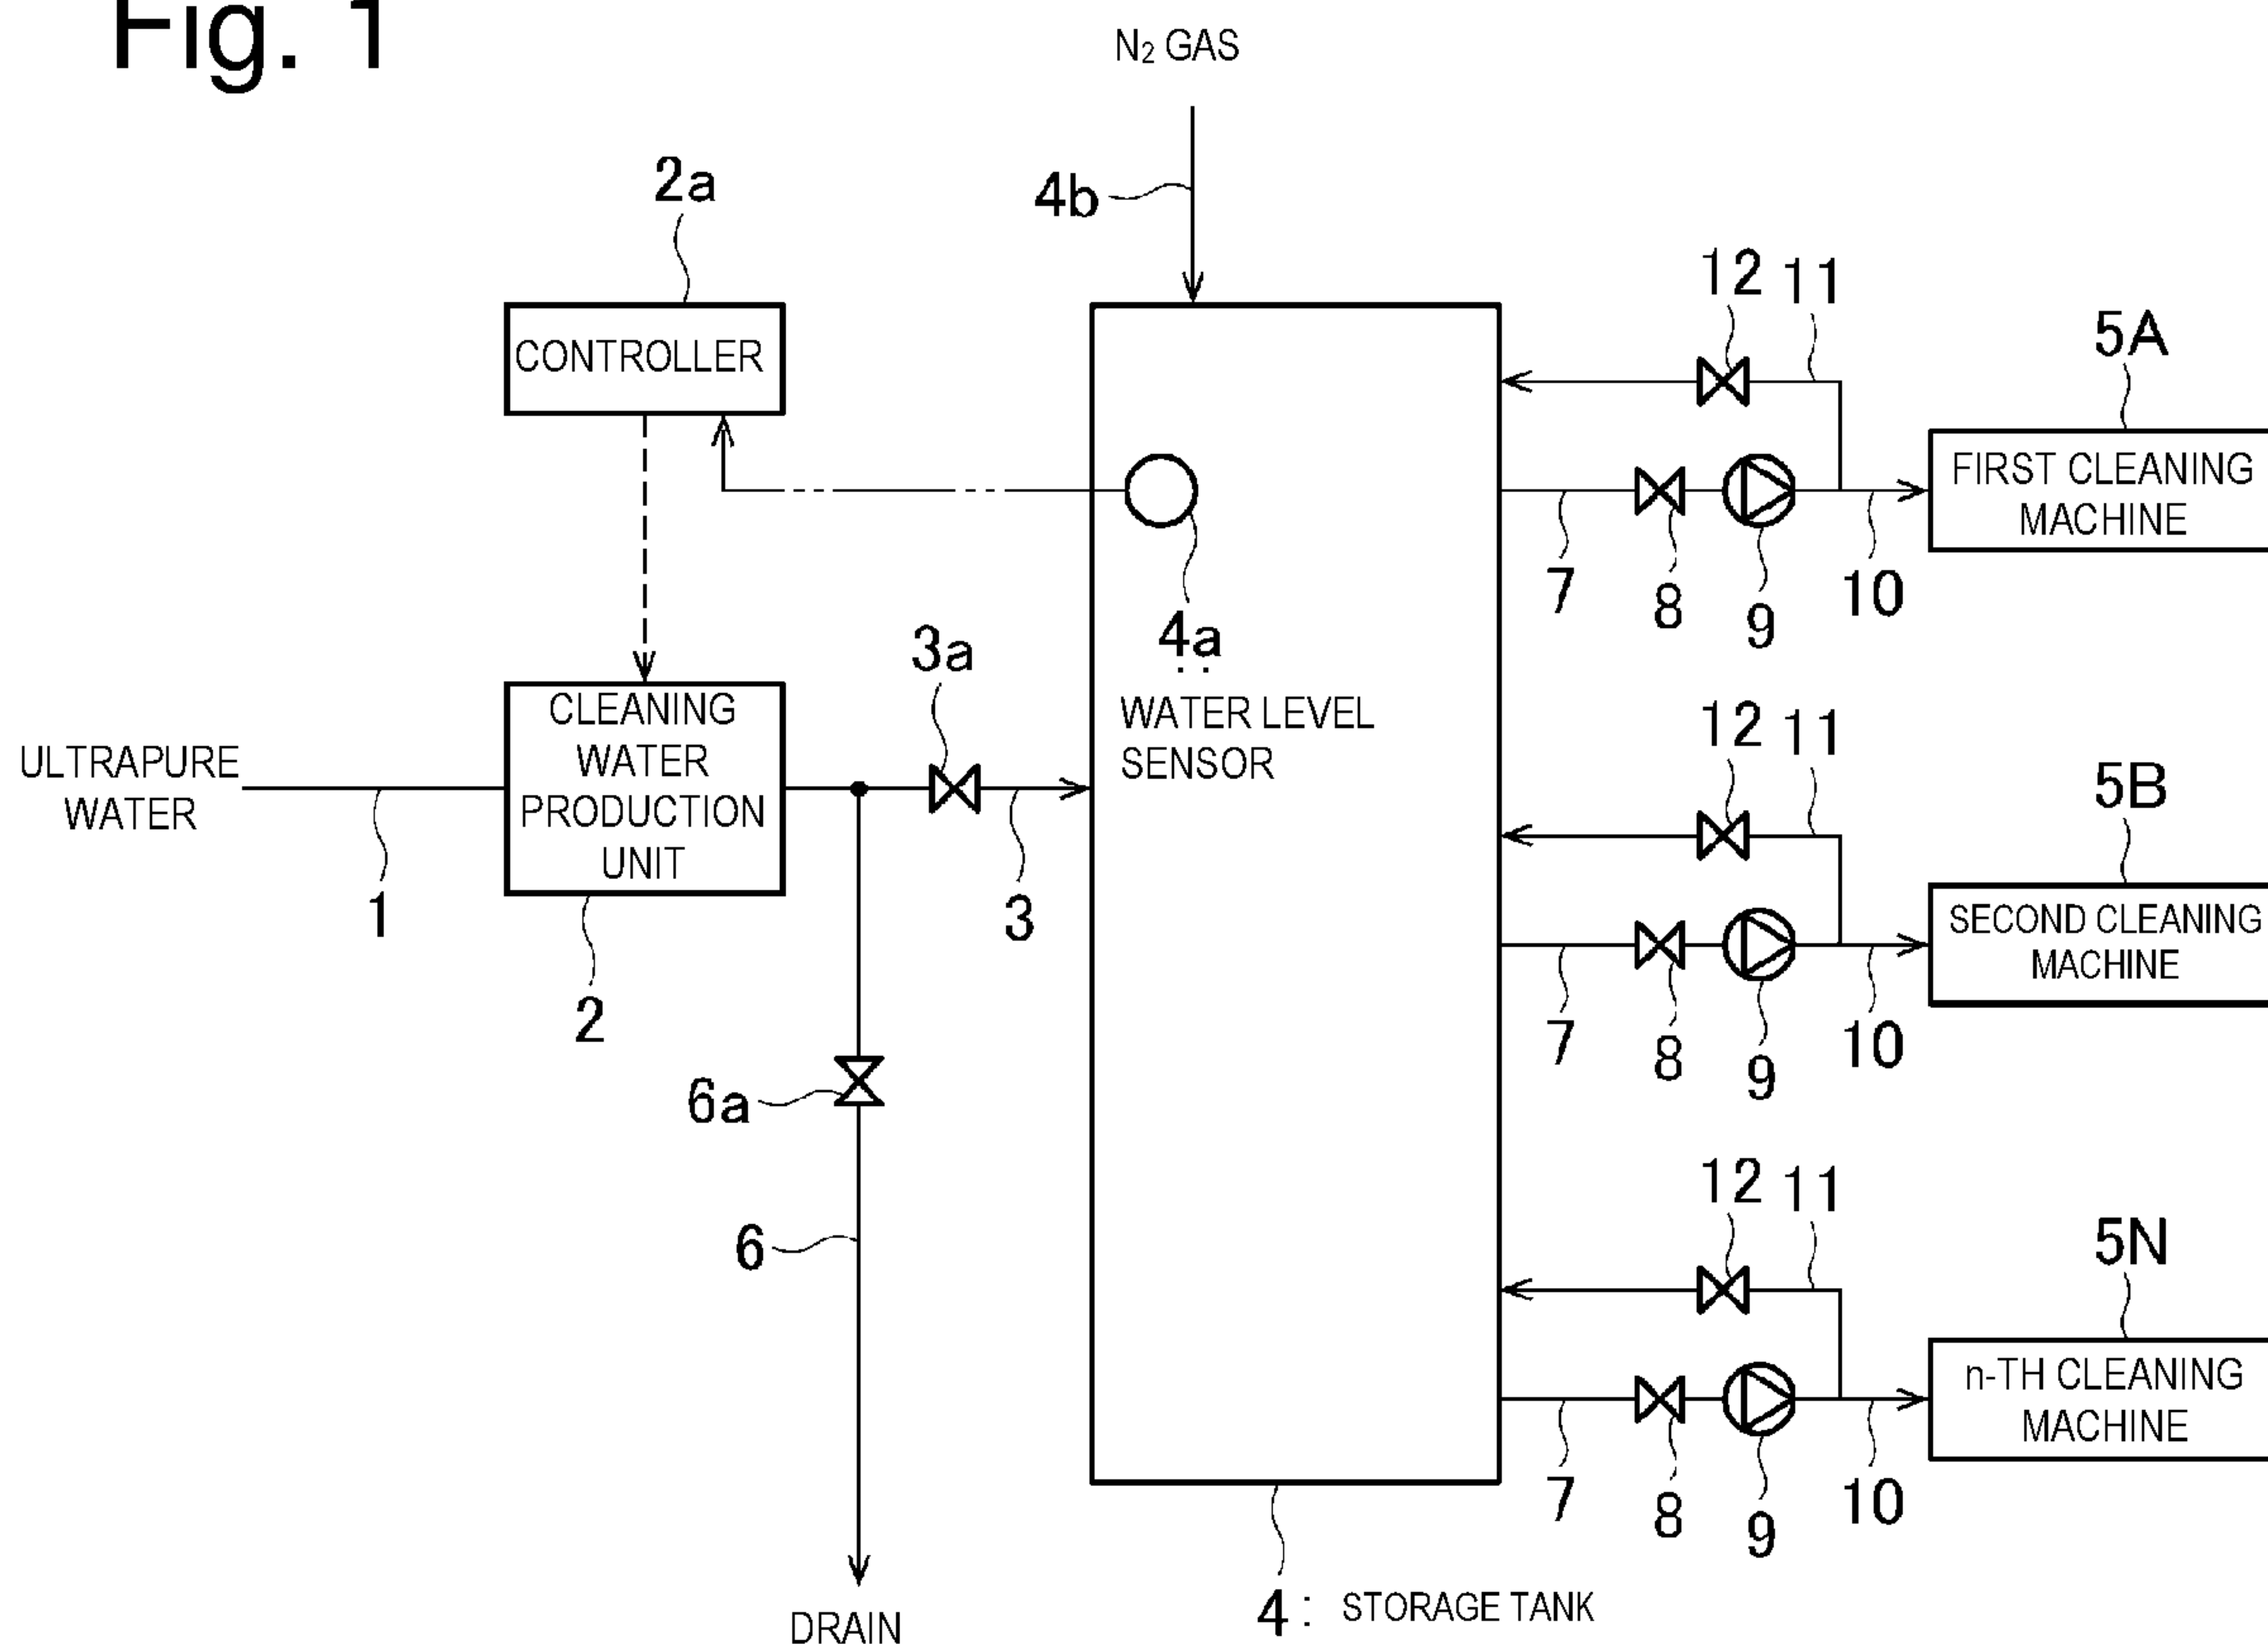 Fig. 1
N2 GAS
2a
4b
12 11
5A
CONTROLLER
FIRST CLEANING
MACHINE
7
8
9
10
4a
:
WATER LEVEL
SENSOR
3a
CLEANING
WATER
PRODUCTION
UNIT
ULTRAPURE
WATER
1
2
3
12 11
5B
SECOND CLEANING
MACHINE
7
8
9
10
6a
6
12 11
5N
n-TH CLEANING
MACHINE
7
8
9
10
4 : STORAGE TANK
DRAIN